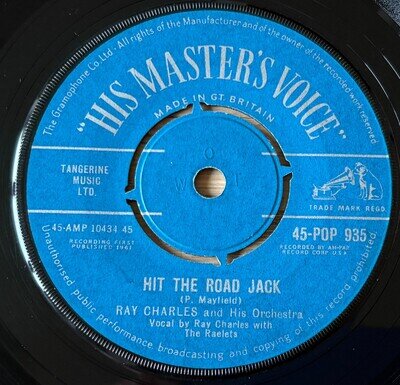 The Gramophone Co Ltd. All rights of the Manufacturer and of the owner of the recorded work reserved.
"HIS MASTER'S VOICE"
MADE IN GT. BRITAIN
TANGERINE
MUSIC
LTD.
TRADE MARK REGD.
45-AMP 10434 45
RECORDING FIRST
PUBLISHED 1961
45-POP 935
RECORDED BY AM-PAR
RECORD CORP U.S.A.
HIT THE ROAD JACK
(P. Mayfield)
RAY CHARLES and His Orchestra
Vocal by Ray Charles with
The Raelets
Unauthorised public performance broadcasting and copying of this record prohibited